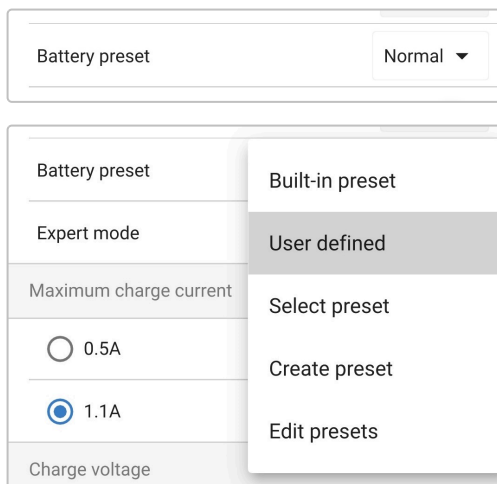 Battery preset Normal
Battery preset
Built-in preset
Expert mode
User defined
Maximum charge current
Select preset
0.5A
Create preset
1.1A
Edit presets
Charge voltage